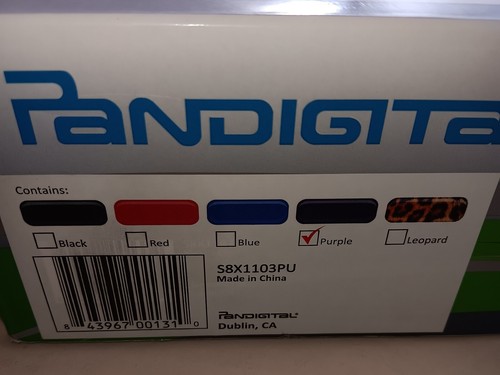 PANDIGITA
Contains:
Black Red Blue Purple Leopard
S8X1103PU
Made in China
PANDIGITAL
Dublin, CA
8 43967 00131 0